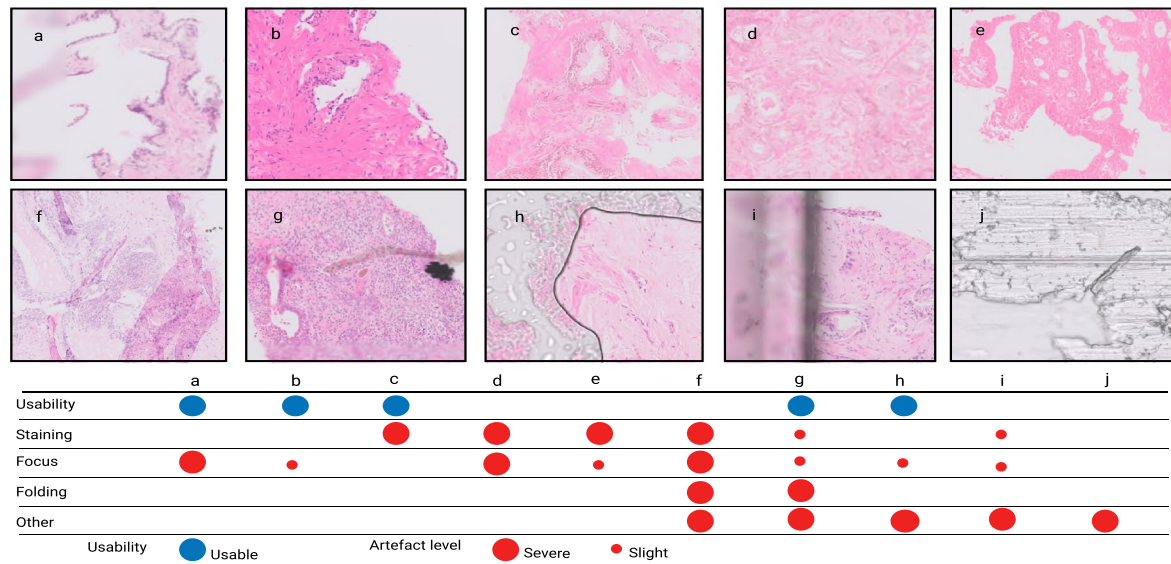 a b c d e
f g h i j
a b c d e f g h i j
Usability
Staining
Focus
Folding
Other
Usability Usable Artefact level Severe Slight